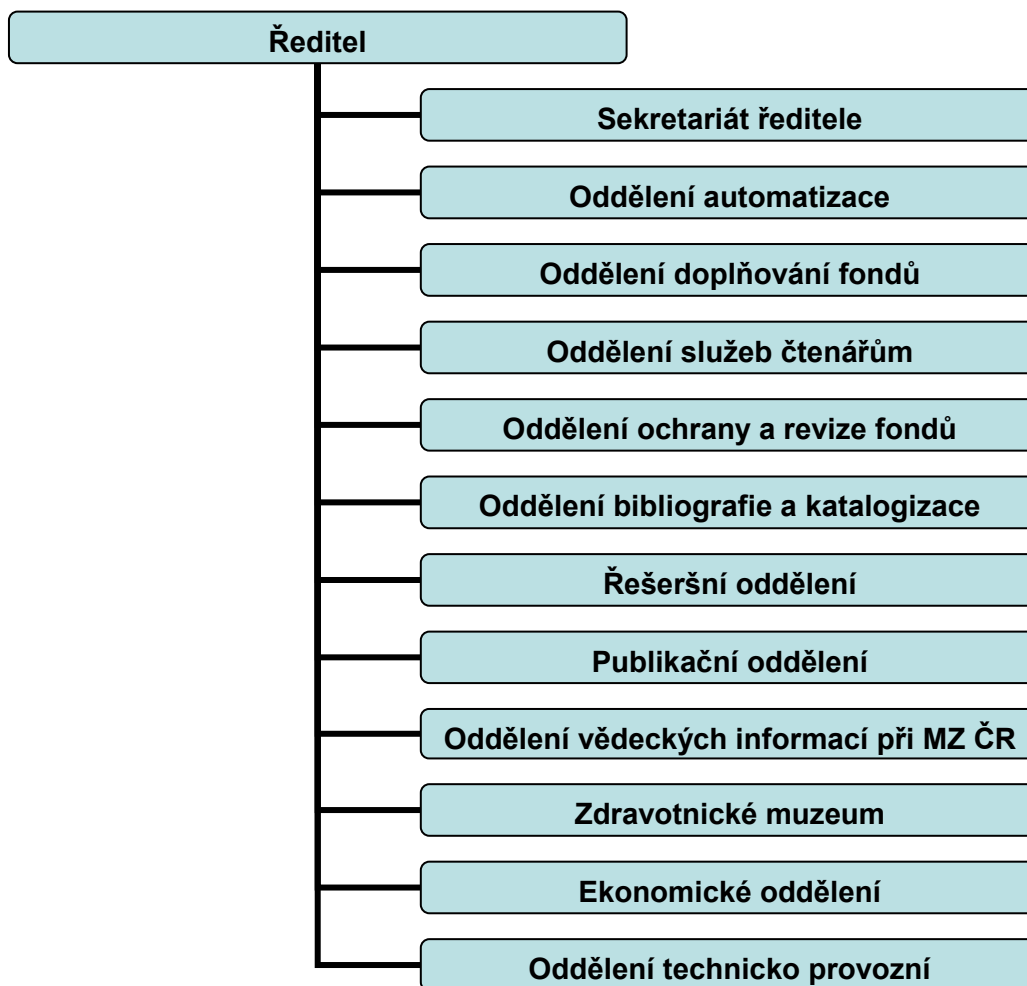 Ředitel
Sekretariát ředitele
Oddělení automatizace
Oddělení doplňování fondů
Oddělení služeb čtenářům
Oddělení ochrany a revize fondů
Oddělení bibliografie a katalogizace
Řešeršní oddělení
Publikační oddělení
Oddělení vědeckých informací při MZ ČR
Zdravotnické muzeum
Ekonomické oddělení
Oddělení technicko provozní